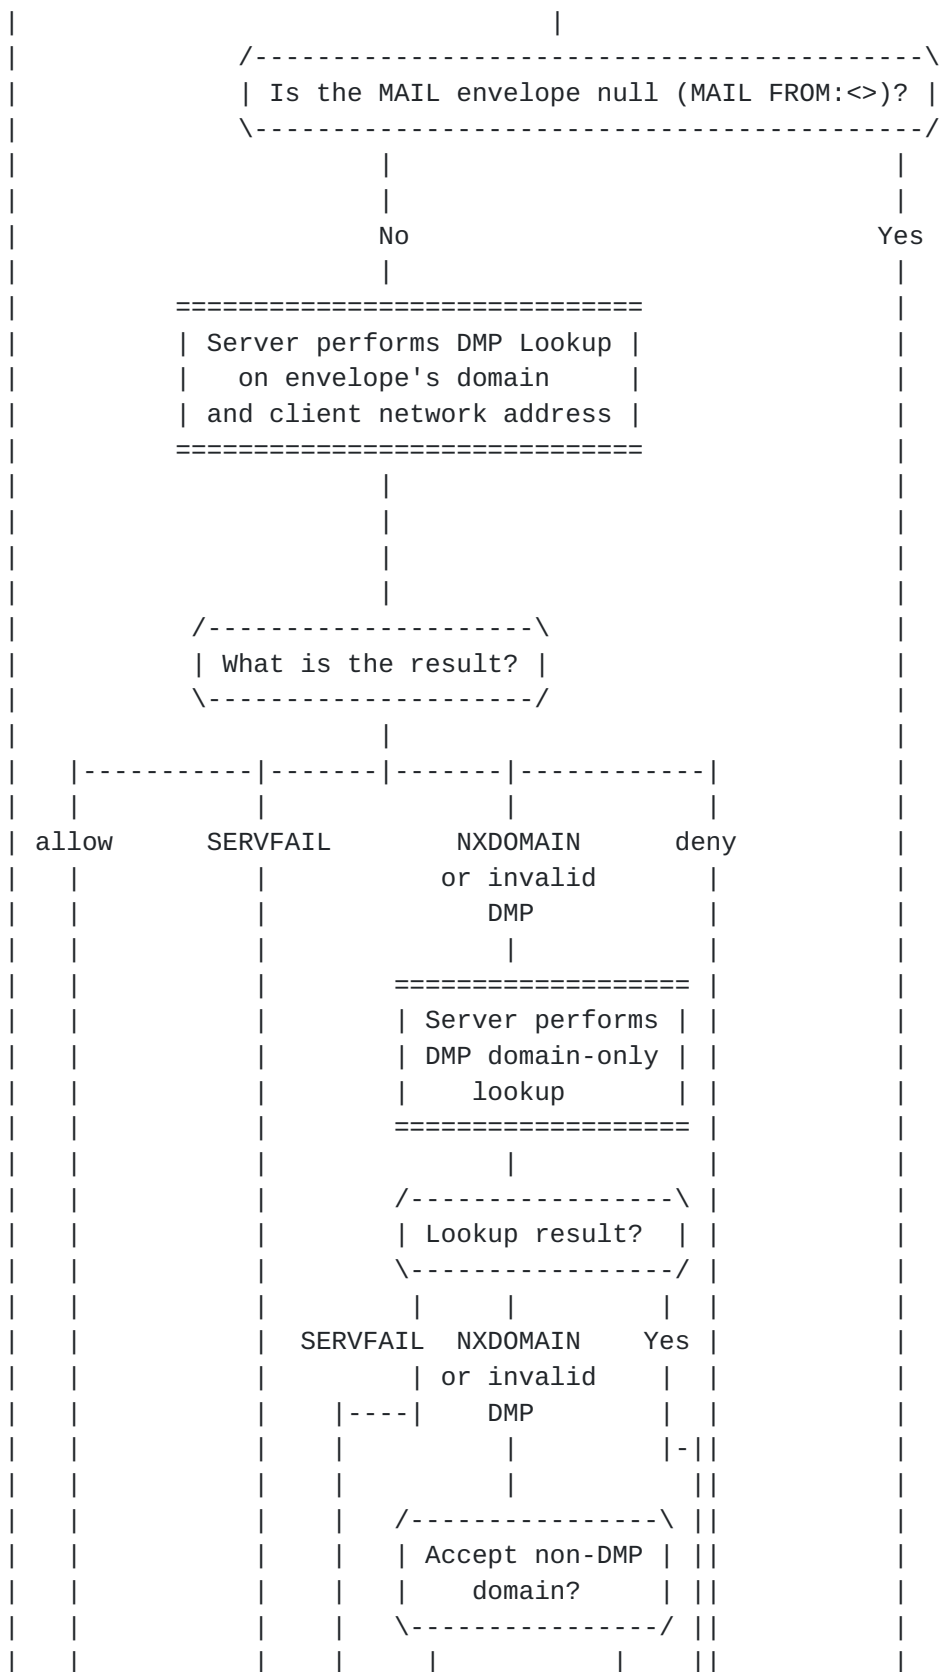 Is the MAIL envelope null (MAIL FROM:<>)?
No Yes
Server performs DMP Lookup
on envelope's domain
and client network address
What is the result?
allow SERVFAIL NXDOMAIN deny
or invalid
DMP
Server performs
DMP domain-only
lookup
Lookup result?
SERVFAIL NXDOMAIN Yes
or invalid
DMP
Accept non-DMP
domain?